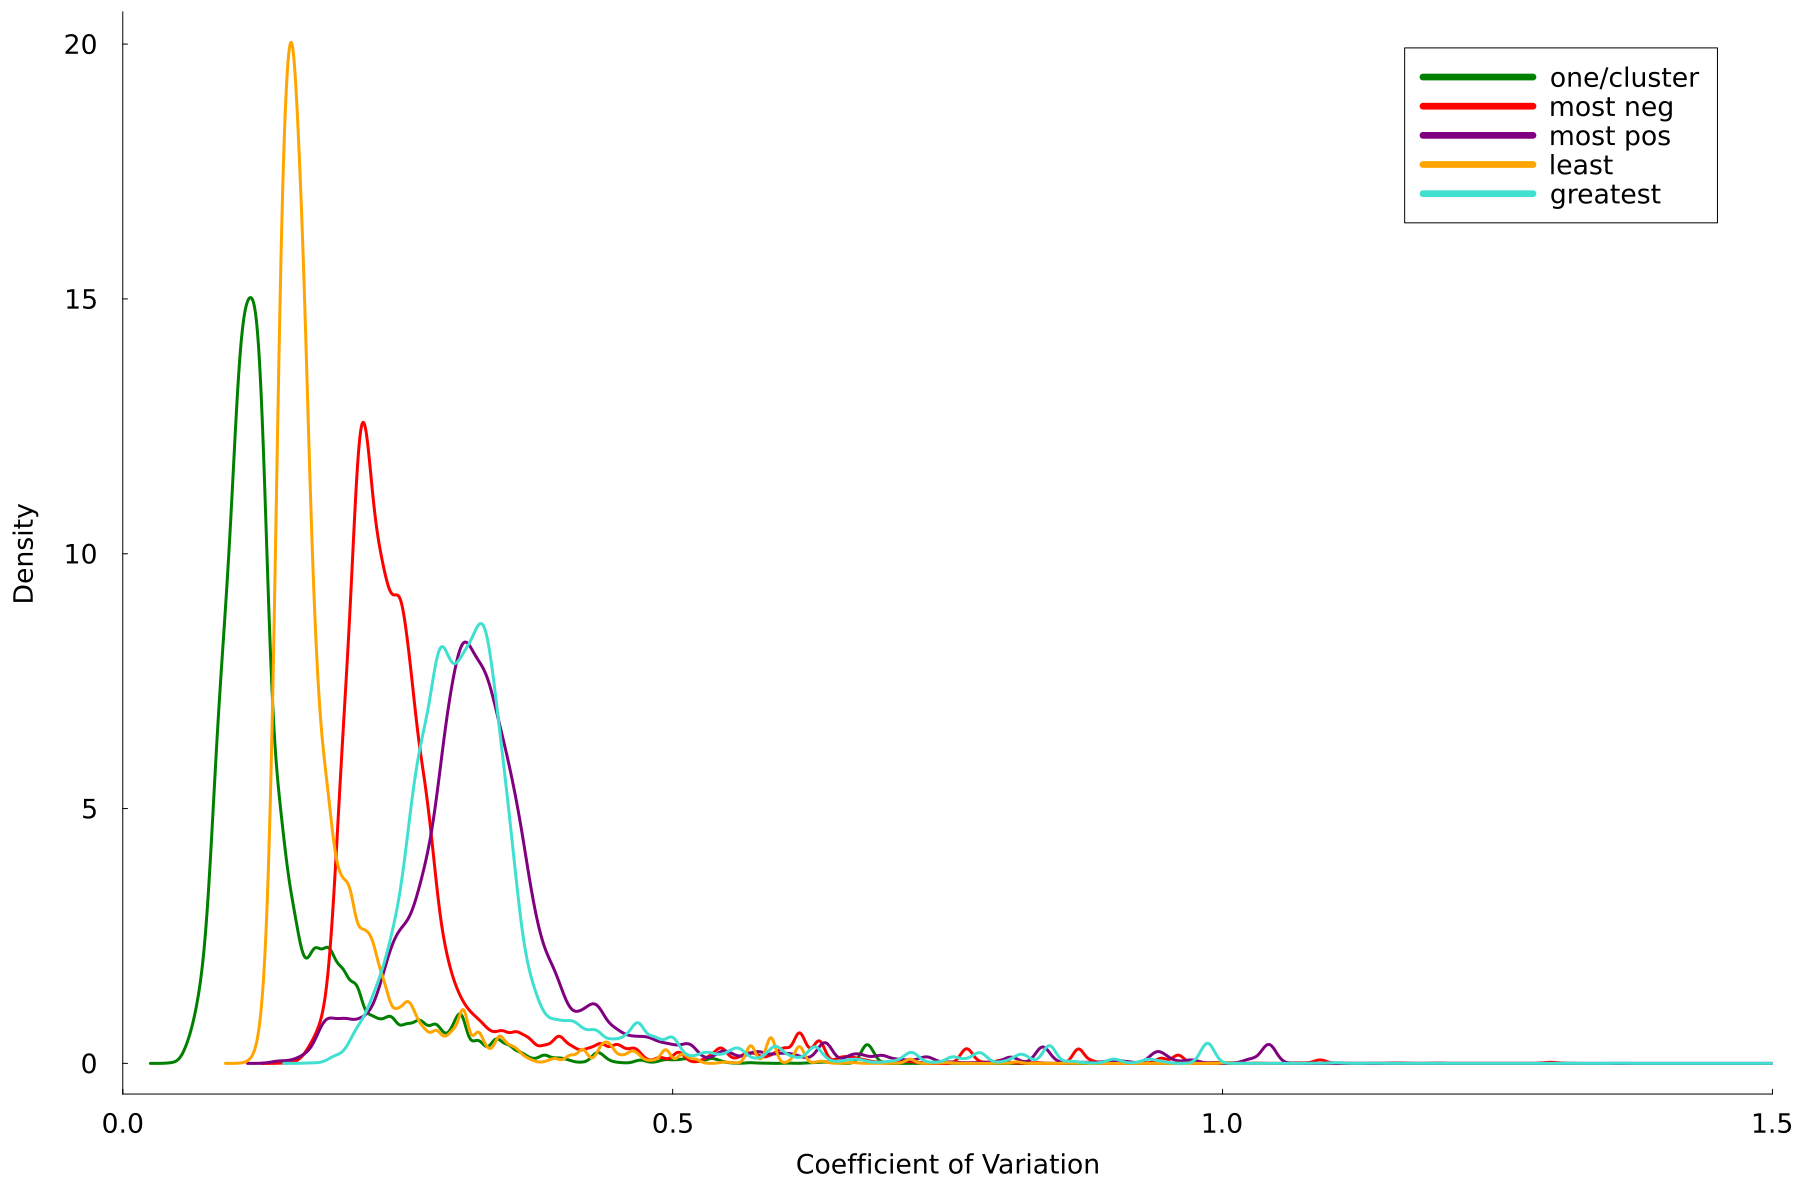 20
15
10
5
0
Density
0.0
0.5
1.0
1.5
Coefficient of Variation
one/cluster
most neg
most pos
least
greatest